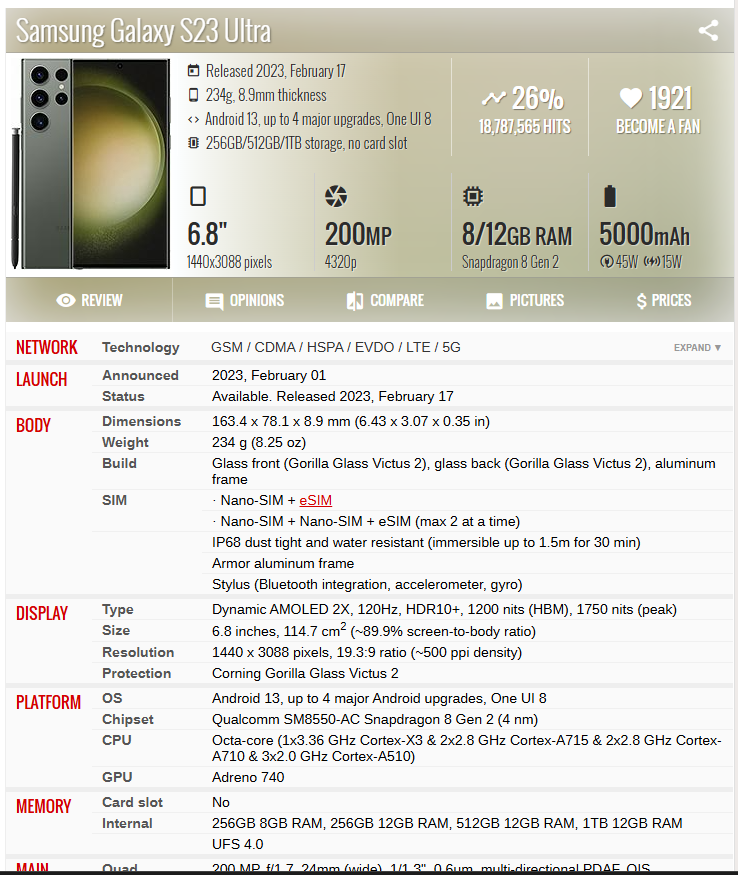 Samsung Galaxy S23 Ultra
Released 2023, February 17
234g, 8.9mm thickness
Android 13, up to 4 major upgrades, One UI 8
256GB/512GB/1TB storage, no card slot
26%
18,787,565 HITS
1921
BECOME A FAN
6.8"
1440x3088 pixels
200MP
4320p
8/12GB RAM
Snapdragon 8 Gen 2
5000mAh
45W 15W
REVIEW OPINIONS COMPARE PICTURES PRICES
NETWORK Technology GSM / CDMA / HSPA / EVDO / LTE / 5G EXPAND ▼
LAUNCH Announced 2023, February 01
Status Available. Released 2023, February 17
BODY Dimensions 163.4 x 78.1 x 8.9 mm (6.43 x 3.07 x 0.35 in)
Weight 234 g (8.25 oz)
Build Glass front (Gorilla Glass Victus 2), glass back (Gorilla Glass Victus 2), aluminum
frame
SIM · Nano-SIM + eSIM
· Nano-SIM + Nano-SIM + eSIM (max 2 at a time)
IP68 dust tight and water resistant (immersible up to 1.5m for 30 min)
Armor aluminum frame
Stylus (Bluetooth integration, accelerometer, gyro)
DISPLAY Type Dynamic AMOLED 2X, 120Hz, HDR10+, 1200 nits (HBM), 1750 nits (peak)
Size 6.8 inches, 114.7 cm2 (~89.9% screen-to-body ratio)
Resolution 1440 x 3088 pixels, 19.3:9 ratio (~500 ppi density)
Protection Corning Gorilla Glass Victus 2
PLATFORM OS Android 13, up to 4 major Android upgrades, One UI 8
Chipset Qualcomm SM8550-AC Snapdragon 8 Gen 2 (4 nm)
CPU Octa-core (1x3.36 GHz Cortex-X3 & 2x2.8 GHz Cortex-A715 & 2x2.8 GHz Cortex-
A710 & 3x2.0 GHz Cortex-A510)
GPU Adreno 740
MEMORY Card slot No
Internal 256GB 8GB RAM, 256GB 12GB RAM, 512GB 12GB RAM, 1TB 12GB RAM
UFS 4.0
MAIN Quad 200 MP, f/1.7, 24mm (wide), 1/1.3", 0.6µm, multi-directional PDAF, OIS